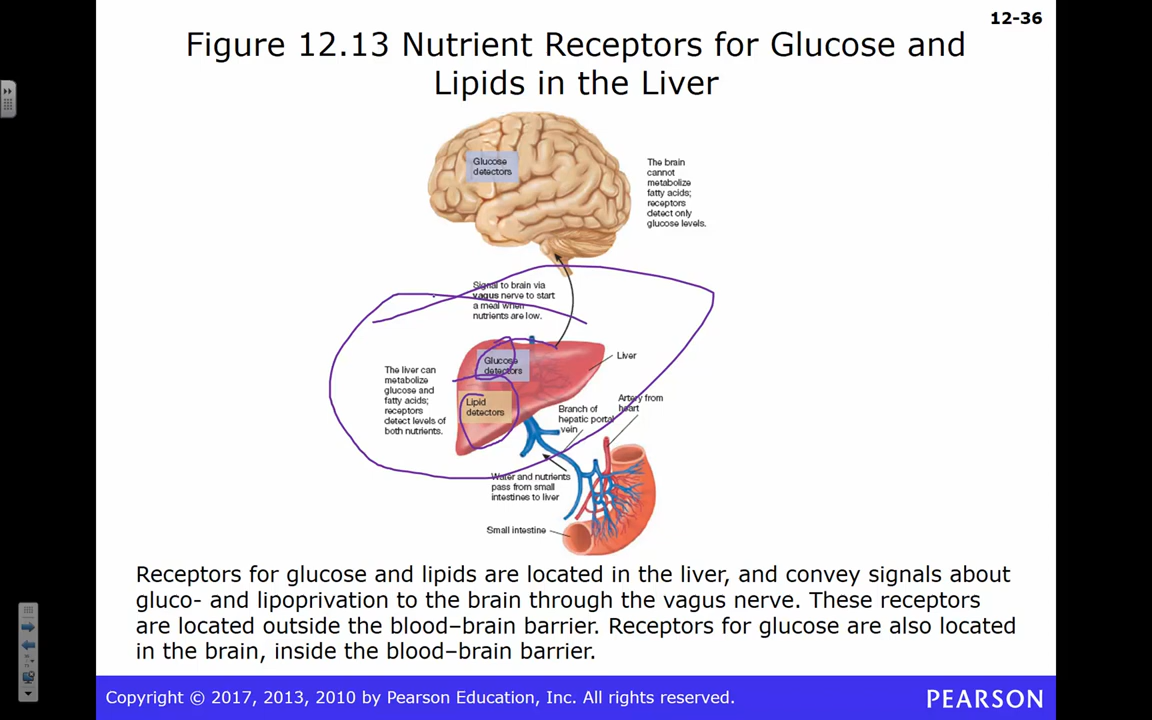 12-36
Figure 12.13 Nutrient Receptors for Glucose and
Lipids in the Liver
Glucose
detectors
The brain
cannot
metabolize
fatty acids;
receptors
detect only
glucose levels.
Signal to brain via
vagus nerve to start
a meal when
nutrients are low.
Glucose
detectors
Liver
The liver can
metabolize
glucose and
fatty acids;
receptors
detect levels of
both nutrients.
Lipid
detectors
Branch of
hepatic portal
vein
Artery from
heart
Water and nutrients
pass from small
intestines to liver
Small intestine
Receptors for glucose and lipids are located in the liver, and convey signals about
gluco- and lipoprivation to the brain through the vagus nerve. These receptors
are located outside the blood–brain barrier. Receptors for glucose are also located
in the brain, inside the blood–brain barrier.
Copyright © 2017, 2013, 2010 by Pearson Education, Inc. All rights reserved.
PEARSON